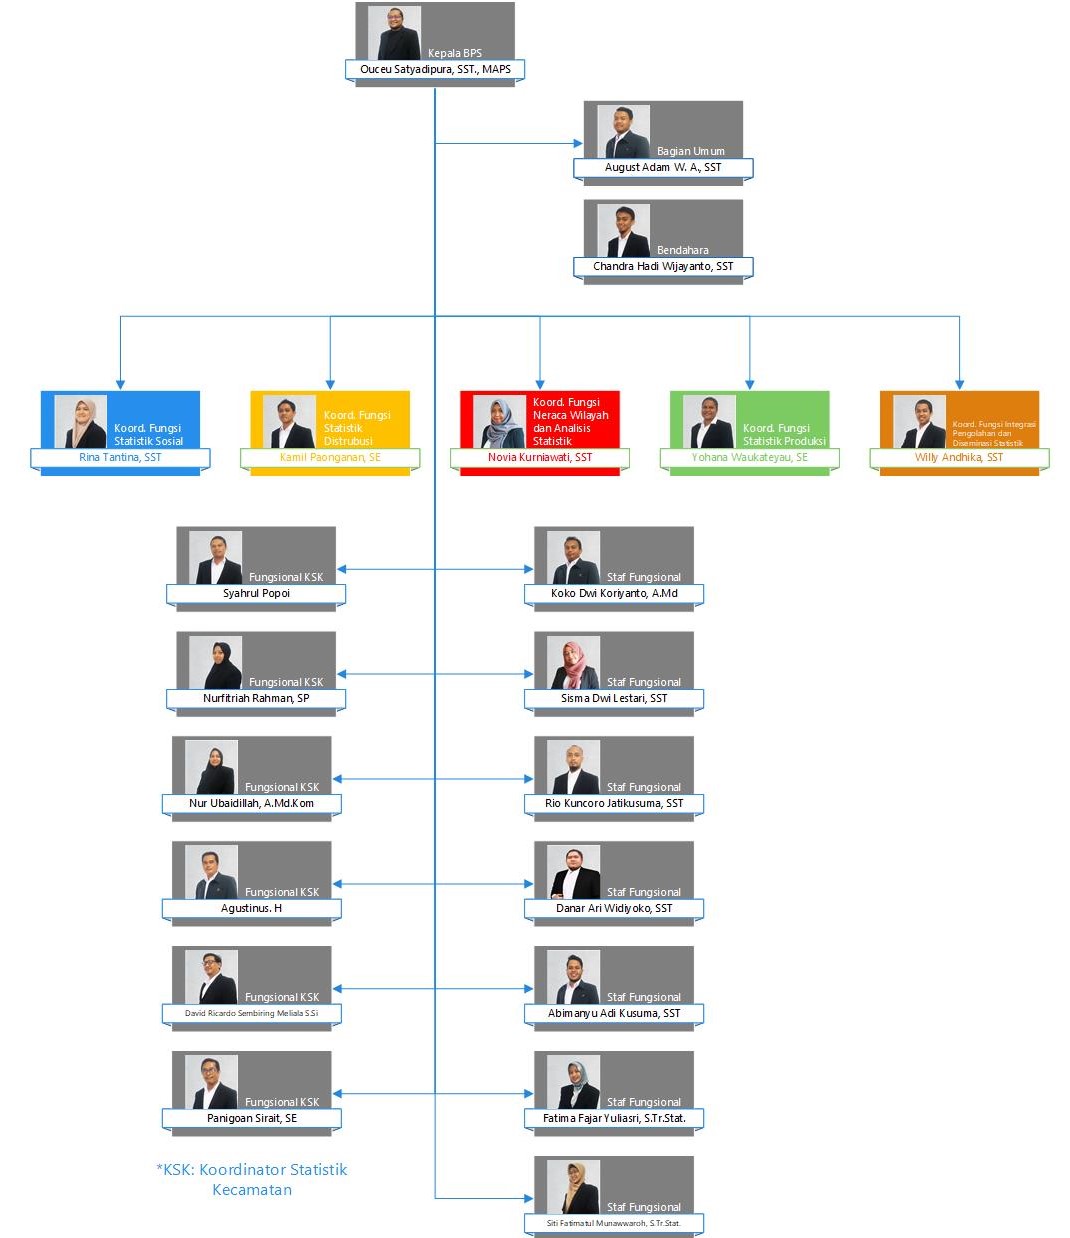 Kepala BPS
Ouceu Satyadipura, SST., MAPS
Bagian Umum
August Adam W. A., SST
Bendahara
Chandra Hadi Wijayanto, SST
Koord. Fungsi
Statistik Sosial
Rina Tantina, SST
Koord. Fungsi
Statistik
Distrubusi
Kamil Paonganan, SE
Koord. Fungsi
Neraca Wilayah
dan Analisis
Statistik
Novia Kurniawati, SST
Koord. Fungsi
Statistik Produksi
Yohana Waukateyau, SE
Koord. Fungsi Integrasi
Pengolahan dan
Diseminasi Statistik
Willy Andhika, SST
Fungsional KSK
Syahrul Popoi
Staf Fungsional
Koko Dwi Koriyanto, A.Md
Fungsional KSK
Nurfitriah Rahman, SP
Staf Fungsional
Sisma Dwi Lestari, SST
Fungsional KSK
Nur Ubaidillah, A.Md.Kom
Staf Fungsional
Rio Kuncoro Jatikusuma, SST
Fungsional KSK
Agustinus. H
Staf Fungsional
Danar Ari Widiyoko, SST
Fungsional KSK
David Ricardo Sembiring Meliala S.Si
Staf Fungsional
Abimanyu Adi Kusuma, SST
Fungsional KSK
Panigoan Sirait, SE
Staf Fungsional
Fatima Fajar Yuliasri, S.Tr.Stat.
*KSK: Koordinator Statistik
Kecamatan
Staf Fungsional
Siti Fatimatul Munawwaroh, S.Tr.Stat.